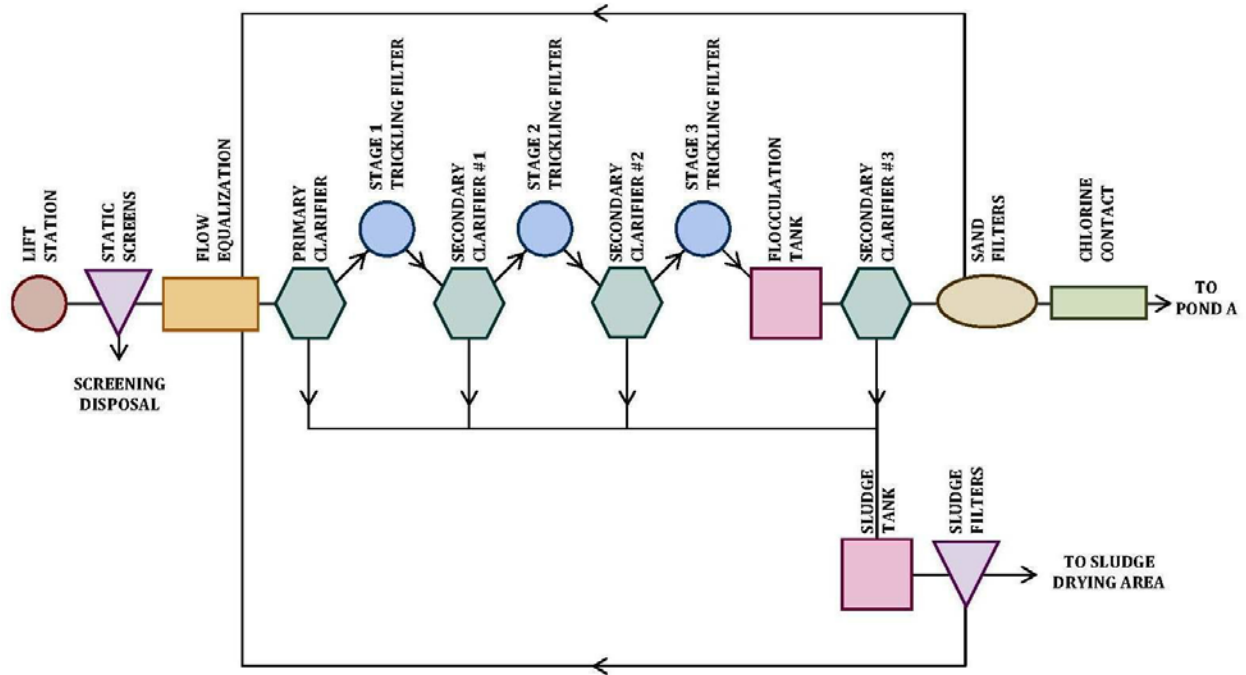 LIFT
STATION
STATIC
SCREENS
FLOW
EQUALIZATION
PRIMARY
CLARIFIER
STAGE 1
TRICKLING FILTER
SECONDARY
CLARIFIER #1
STAGE 2
TRICKLING FILTER
SECONDARY
CLARIFIER #2
STAGE 3
TRICKLING FILTER
FLOCCULATION
TANK
SECONDARY
CLARIFIER #3
SAND
FILTERS
CHLORINE
CONTACT
TO
POND A
SCREENING
DISPOSAL
SLUDGE
TANK
SLUDGE
FILTERS
TO SLUDGE
DRYING AREA